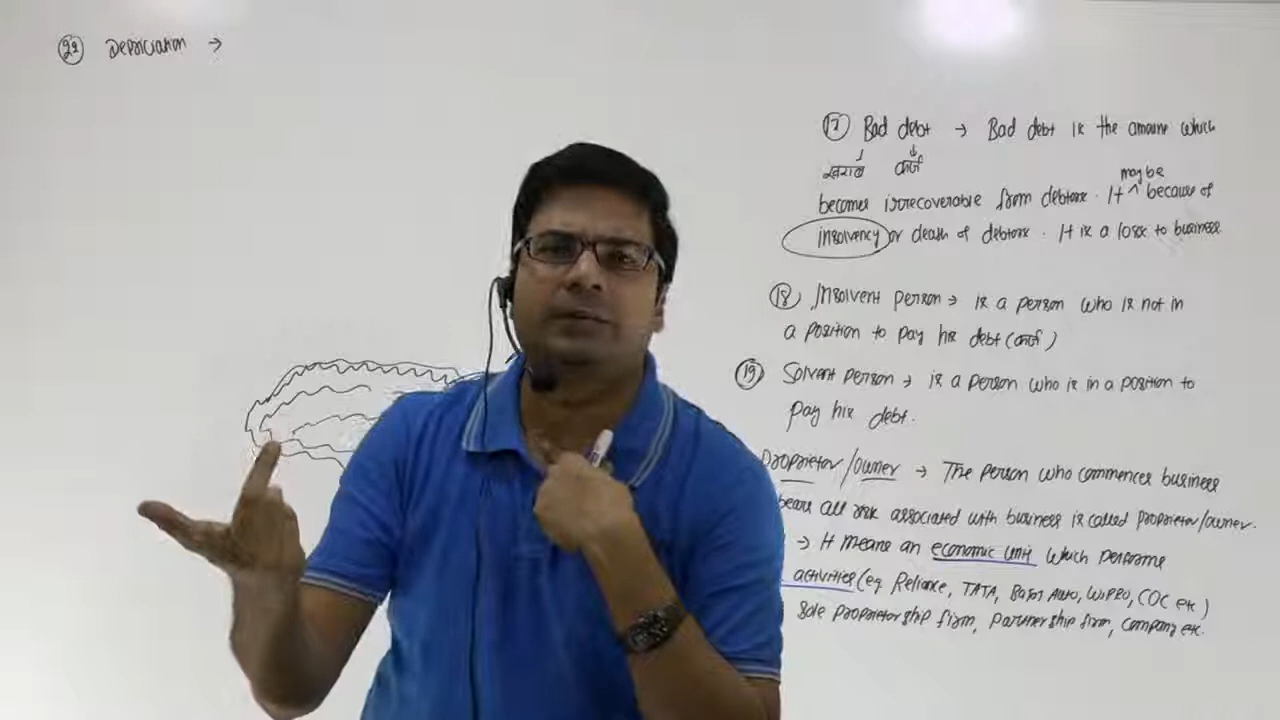 22 Depreciation →
17 Bad debt → Bad debt is the amount which
खराब कर्ज
may be
becomes irrecoverable from debtors. It ^ because of
insolvency or death of debtors. It is a loss to business
18 Insolvent person → is a person who is not in
a position to pay his debt (कर्ज)
19 Solvent person → is a person who is in a position to
pay his debt.
Proprietor/owner → The person who commences business
bears all risk associated with business is called proprietor/owner.
→ It means an economic unit which performs
activities (eg Reliance, TATA, Bajaj Auto, WIPRO, COC etc)
Sole proprietorship firm, Partnership firm, company etc.